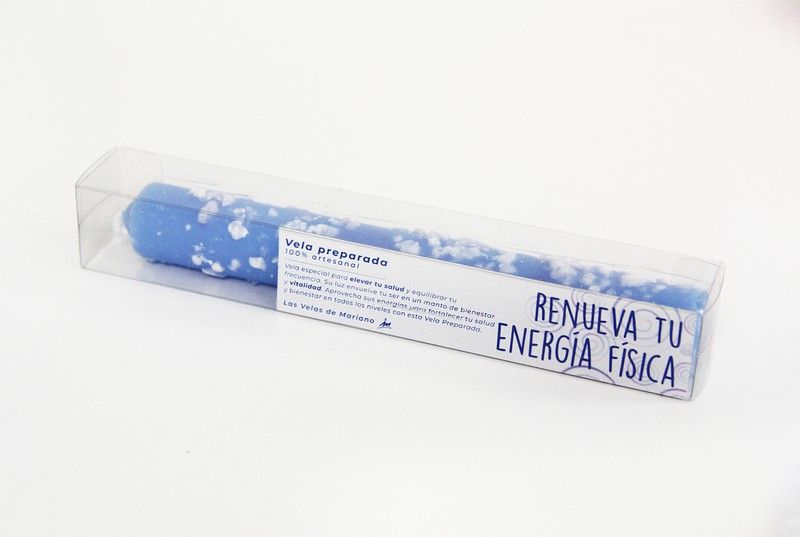 Vela preparada
100% artesanal
Vela especial para elevar tu salud y equilibrar tu
frecuencia. Su luz envuelve tu ser en un manto de bienestar
y vitalidad. Aprovecha sus energías para fortalecer tu salud
y bienestar en todos los niveles con esta Vela Preparada.
Las Velas de Mariano
RENUEVA TU
ENERGÍA FÍSICA